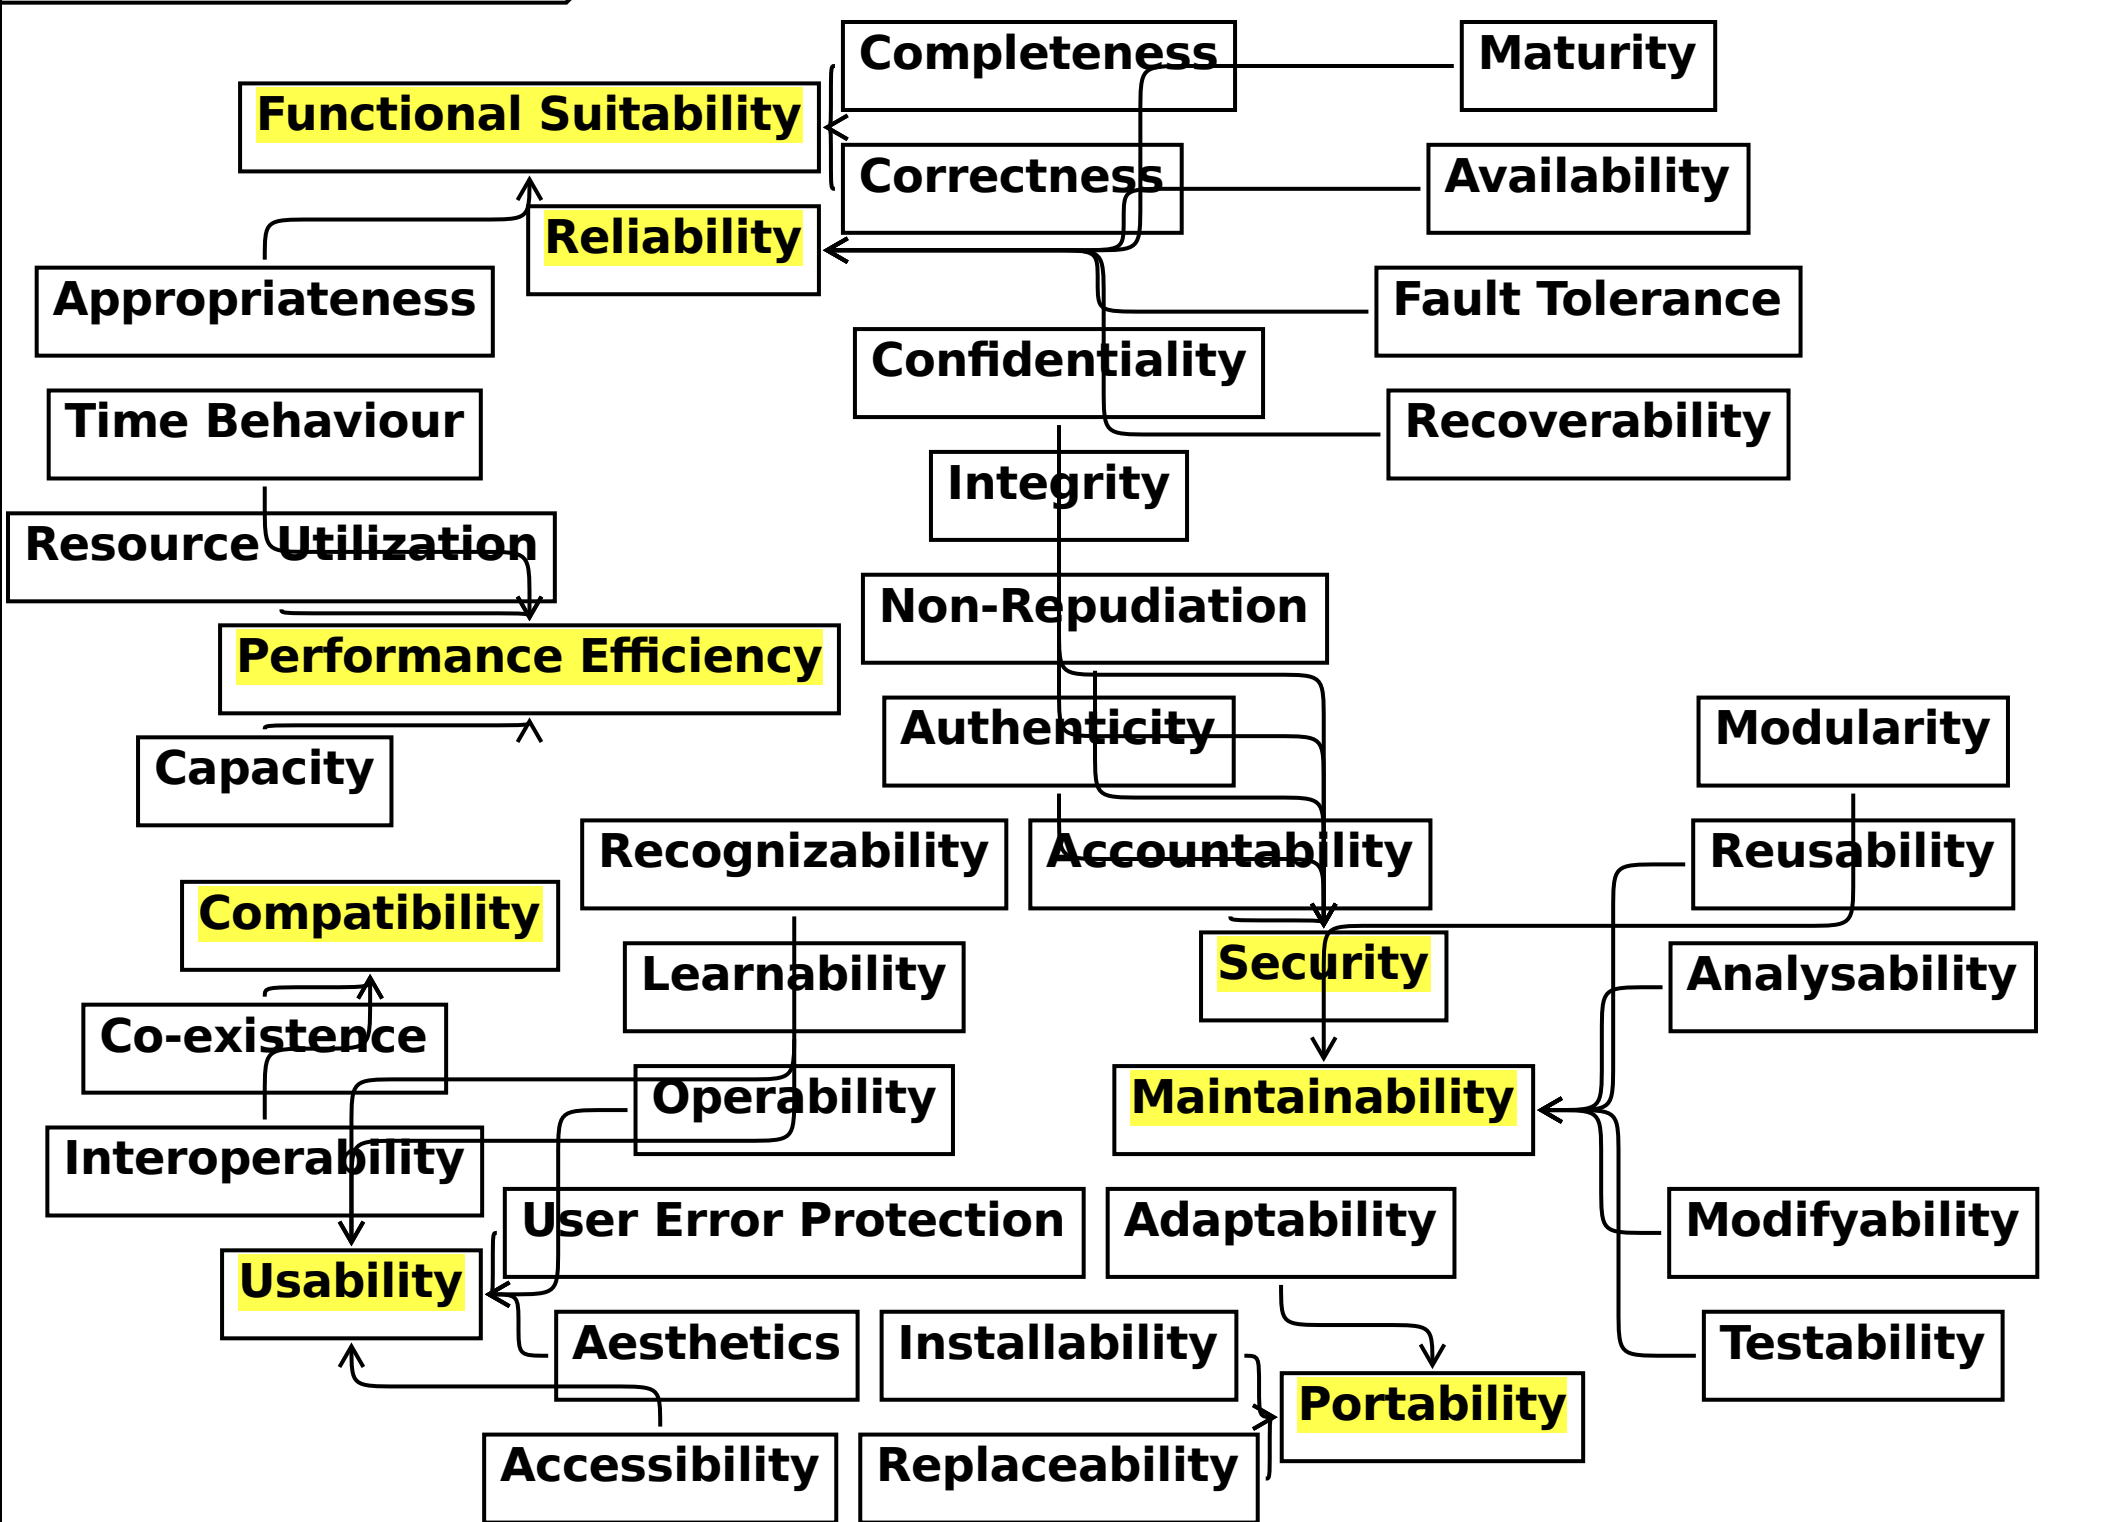 Completeness
Maturity
Functional Suitability
Correctness
Availability
Reliability
Appropriateness
Fault Tolerance
Confidentiality
Time Behaviour
Recoverability
Integrity
Resource Utilization
Non-Repudiation
Performance Efficiency
Authenticity
Modularity
Capacity
Recognizability
Accountability
Reusability
Compatibility
Learnability
Security
Analysability
Co-existence
Operability
Maintainability
Interoperability
User Error Protection
Adaptability
Modifyability
Usability
Aesthetics
Installability
Testability
Portability
Accessibility
Replaceability